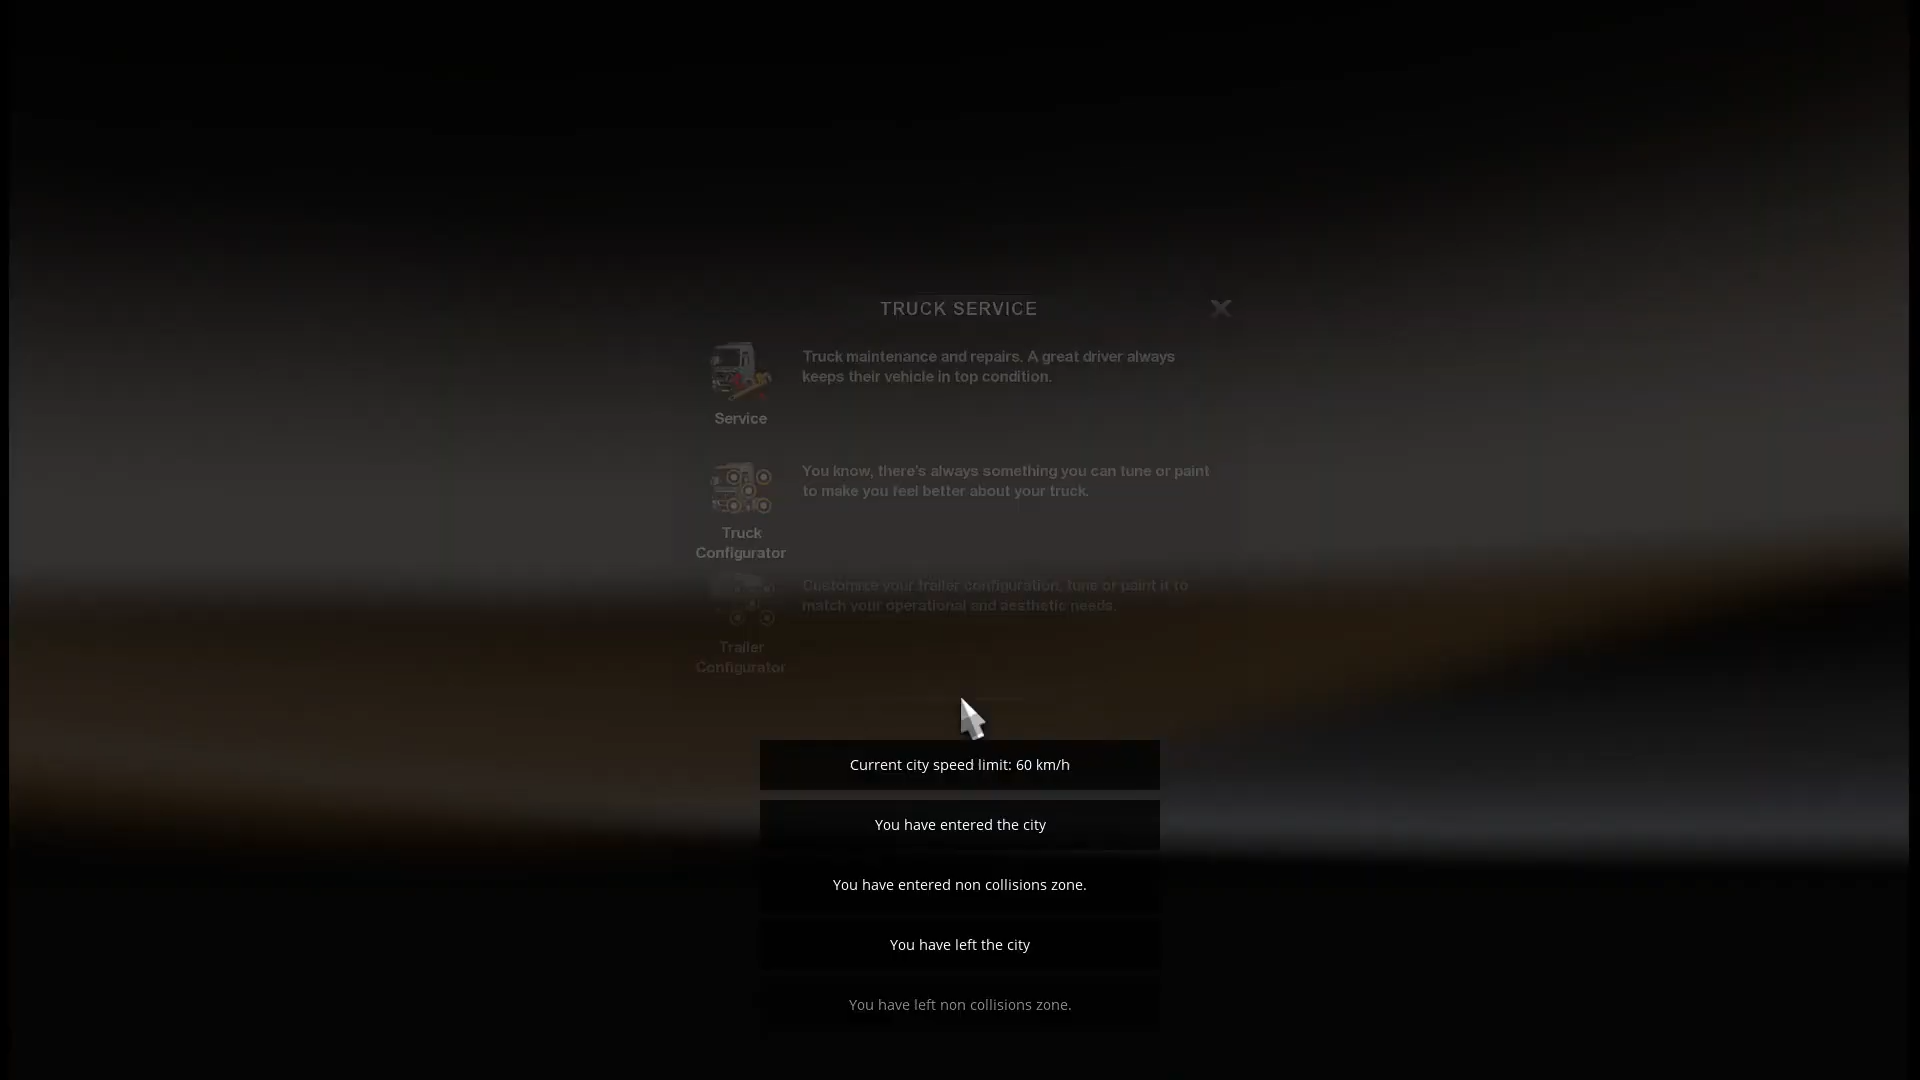 TRUCK SERVICE
Truck maintenance and repairs. A great driver always
keeps their vehicle in top condition.
Service
You know, there's always something you can tune or paint
to make you feel better about your truck.
Truck
Configurator
Customise your trailer configuration, tune or paint it to
match your operational and aesthetic needs.
Trailer
Configurator
Current city speed limit: 60 km/h
You have entered the city
You have entered non collisions zone.
You have left the city
You have left non collisions zone.